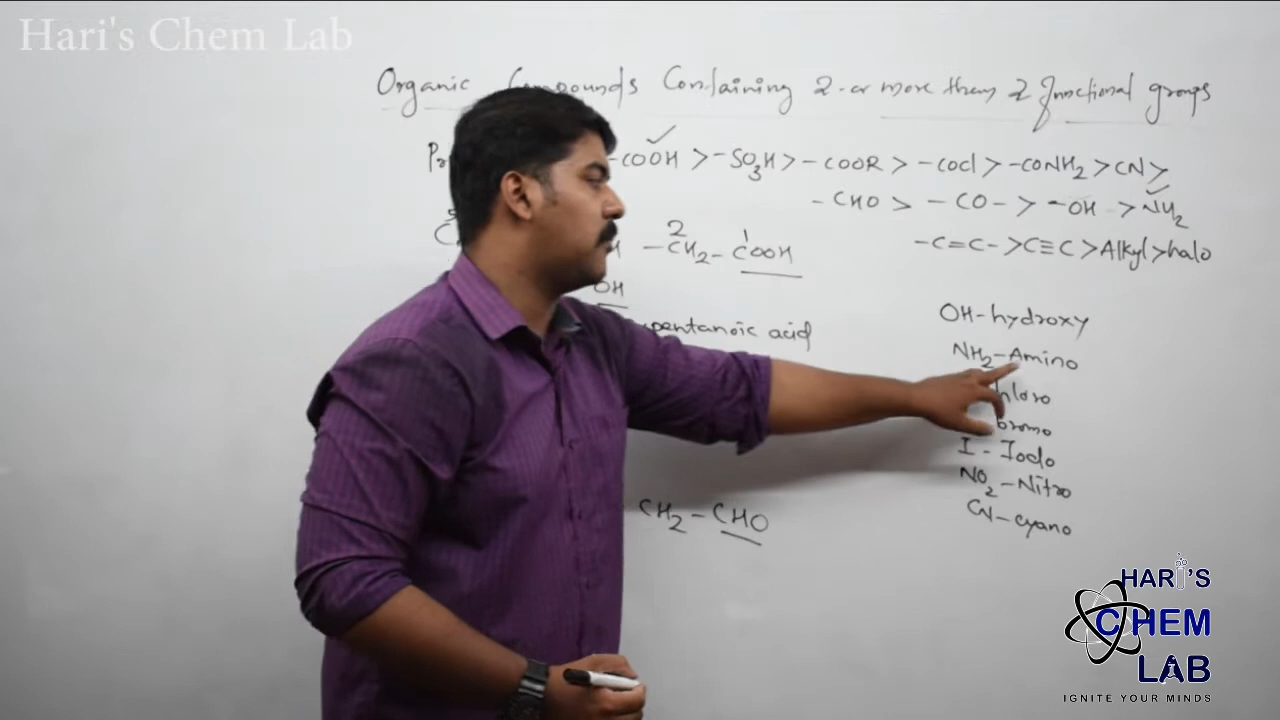 Hari's Chem Lab
Organic Compounds Containing 2 or more than 2 functional groups
-COOH > -SO3H > -COOR > -COCl > -CONH2 > CN >
-CHO > -CO- > -OH > NH2
-CH2-COOH
2 1
-C=C- > C≡C > Alkyl > halo
OH
OH-hydroxy
pentanoic acid
NH2-Amino
hloro
bromo
I-Iodo
NO2-Nitro
CH2-CHO
CN-cyano
HARI'S
CHEM
LAB
IGNITE YOUR MINDS